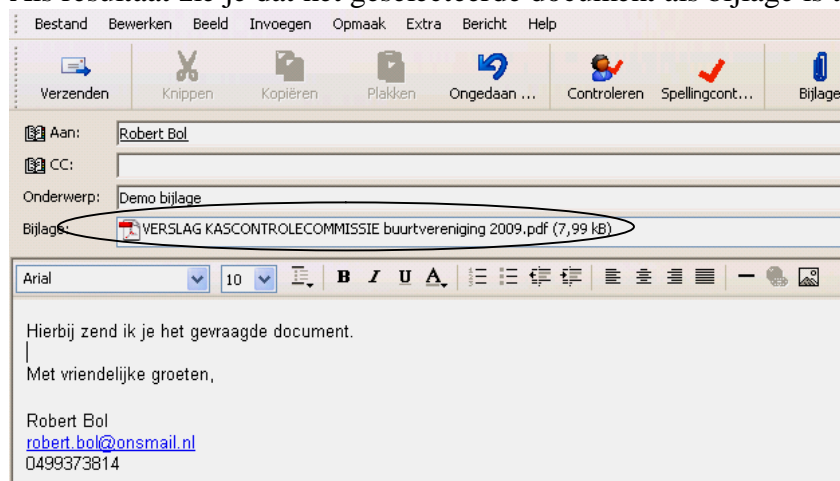 Als resultaat zie je dat het geselecteerde document als bijlage is
Bestand Bewerken Beeld Invoegen Opmaak Extra Bericht Help
Verzenden Knippen Kopiëren Plakken Ongedaan ... Controleren Spellingcont... Bijlage
Aan: Robert Bol
CC:
Onderwerp: Demo bijlage
Bijlage: VERSLAG KASCONTROLECOMMISSIE buurtvereniging 2009.pdf (7,99 kB)
Arial 10 B I U A
Hierbij zend ik je het gevraagde document.
Met vriendelijke groeten,
Robert Bol
robert.bol@onsmail.nl
0499373814